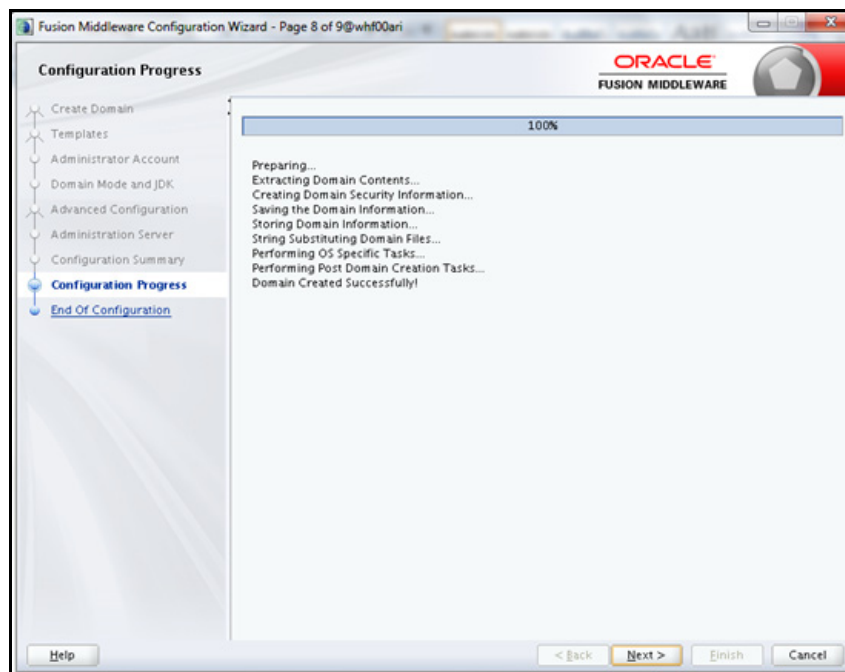 Fusion Middleware Configuration Wizard - Page 8 of 9@whf00ari
Configuration Progress
ORACLE
FUSION MIDDLEWARE
Create Domain
Templates
Administrator Account
Domain Mode and JDK
Advanced Configuration
Administration Server
Configuration Summary
Configuration Progress
End Of Configuration
100%
Preparing...
Extracting Domain Contents...
Creating Domain Security Information...
Saving the Domain Information...
Storing Domain Information...
String Substituting Domain Files...
Performing OS Specific Tasks...
Performing Post Domain Creation Tasks...
Domain Created Successfully!
Help
< Back
Next >
Finish
Cancel